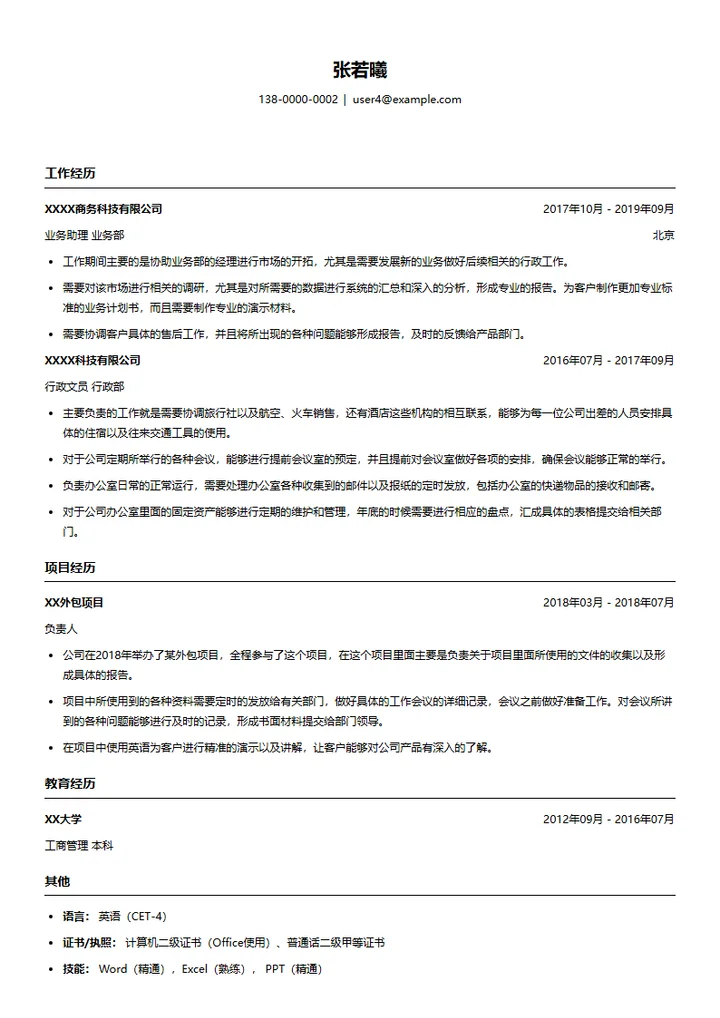 张若曦
138-0000-0002 | user4@example.com
工作经历
XXXX商务科技有限公司 2017年10月 - 2019年09月
业务助理 业务部 北京
• 工作期间主要的是协助业务部的经理进行市场的开拓，尤其是需要发展新的业务做好后续相关的行政工作。
• 需要对该市场进行相关的调研，尤其是对所需要的数据进行系统的汇总和深入的分析，形成专业的报告。为客户制作更加专业标
准的业务计划书，而且需要制作专业的演示材料。
• 需要协调客户具体的售后工作，并且将所出现的各种问题能够形成报告，及时的反馈给产品部门。
XXXX科技有限公司 2016年07月 - 2017年09月
行政文员 行政部
• 主要负责的工作就是需要协调旅行社以及航空、火车销售，还有酒店这些机构的相互联系，能够为每一位公司出差的人员安排具
体的住宿以及往来交通工具的使用。
• 对于公司定期所举行的各种会议，能够进行提前会议室的预定，并且提前对会议室做好各项的安排，确保会议能够正常的举行。
• 负责办公室日常的正常运行，需要处理办公室各种收集到的邮件以及报纸的定时发放，包括办公室的快递物品的接收和邮寄。
• 对于公司办公室里面的固定资产能够进行定期的维护和管理，年底的时候需要进行相应的盘点，汇成具体的表格提交给相关部
门。
项目经历
XX外包项目 2018年03月 - 2018年07月
负责人
• 公司在2018年举办了某外包项目，全程参与了这个项目，在这个项目里面主要是负责关于项目里面所使用的文件的收集以及形
成具体的报告。
• 项目中所使用到的各种资料需要定时的发放给有关部门，做好具体的工作会议的详细记录，会议之前做好准备工作。对会议所讲
到的各种问题能够进行及时的记录，形成书面材料提交给部门领导。
• 在项目中使用英语为客户进行精准的演示以及讲解，让客户能够对公司产品有深入的了解。
教育经历
XX大学 2012年09月 - 2016年07月
工商管理 本科
其他
• 语言： 英语（CET-4）
• 证书/执照： 计算机二级证书（Office使用）、普通话二级甲等证书
• 技能： Word（精通）, Excel（熟练）， PPT（精通）